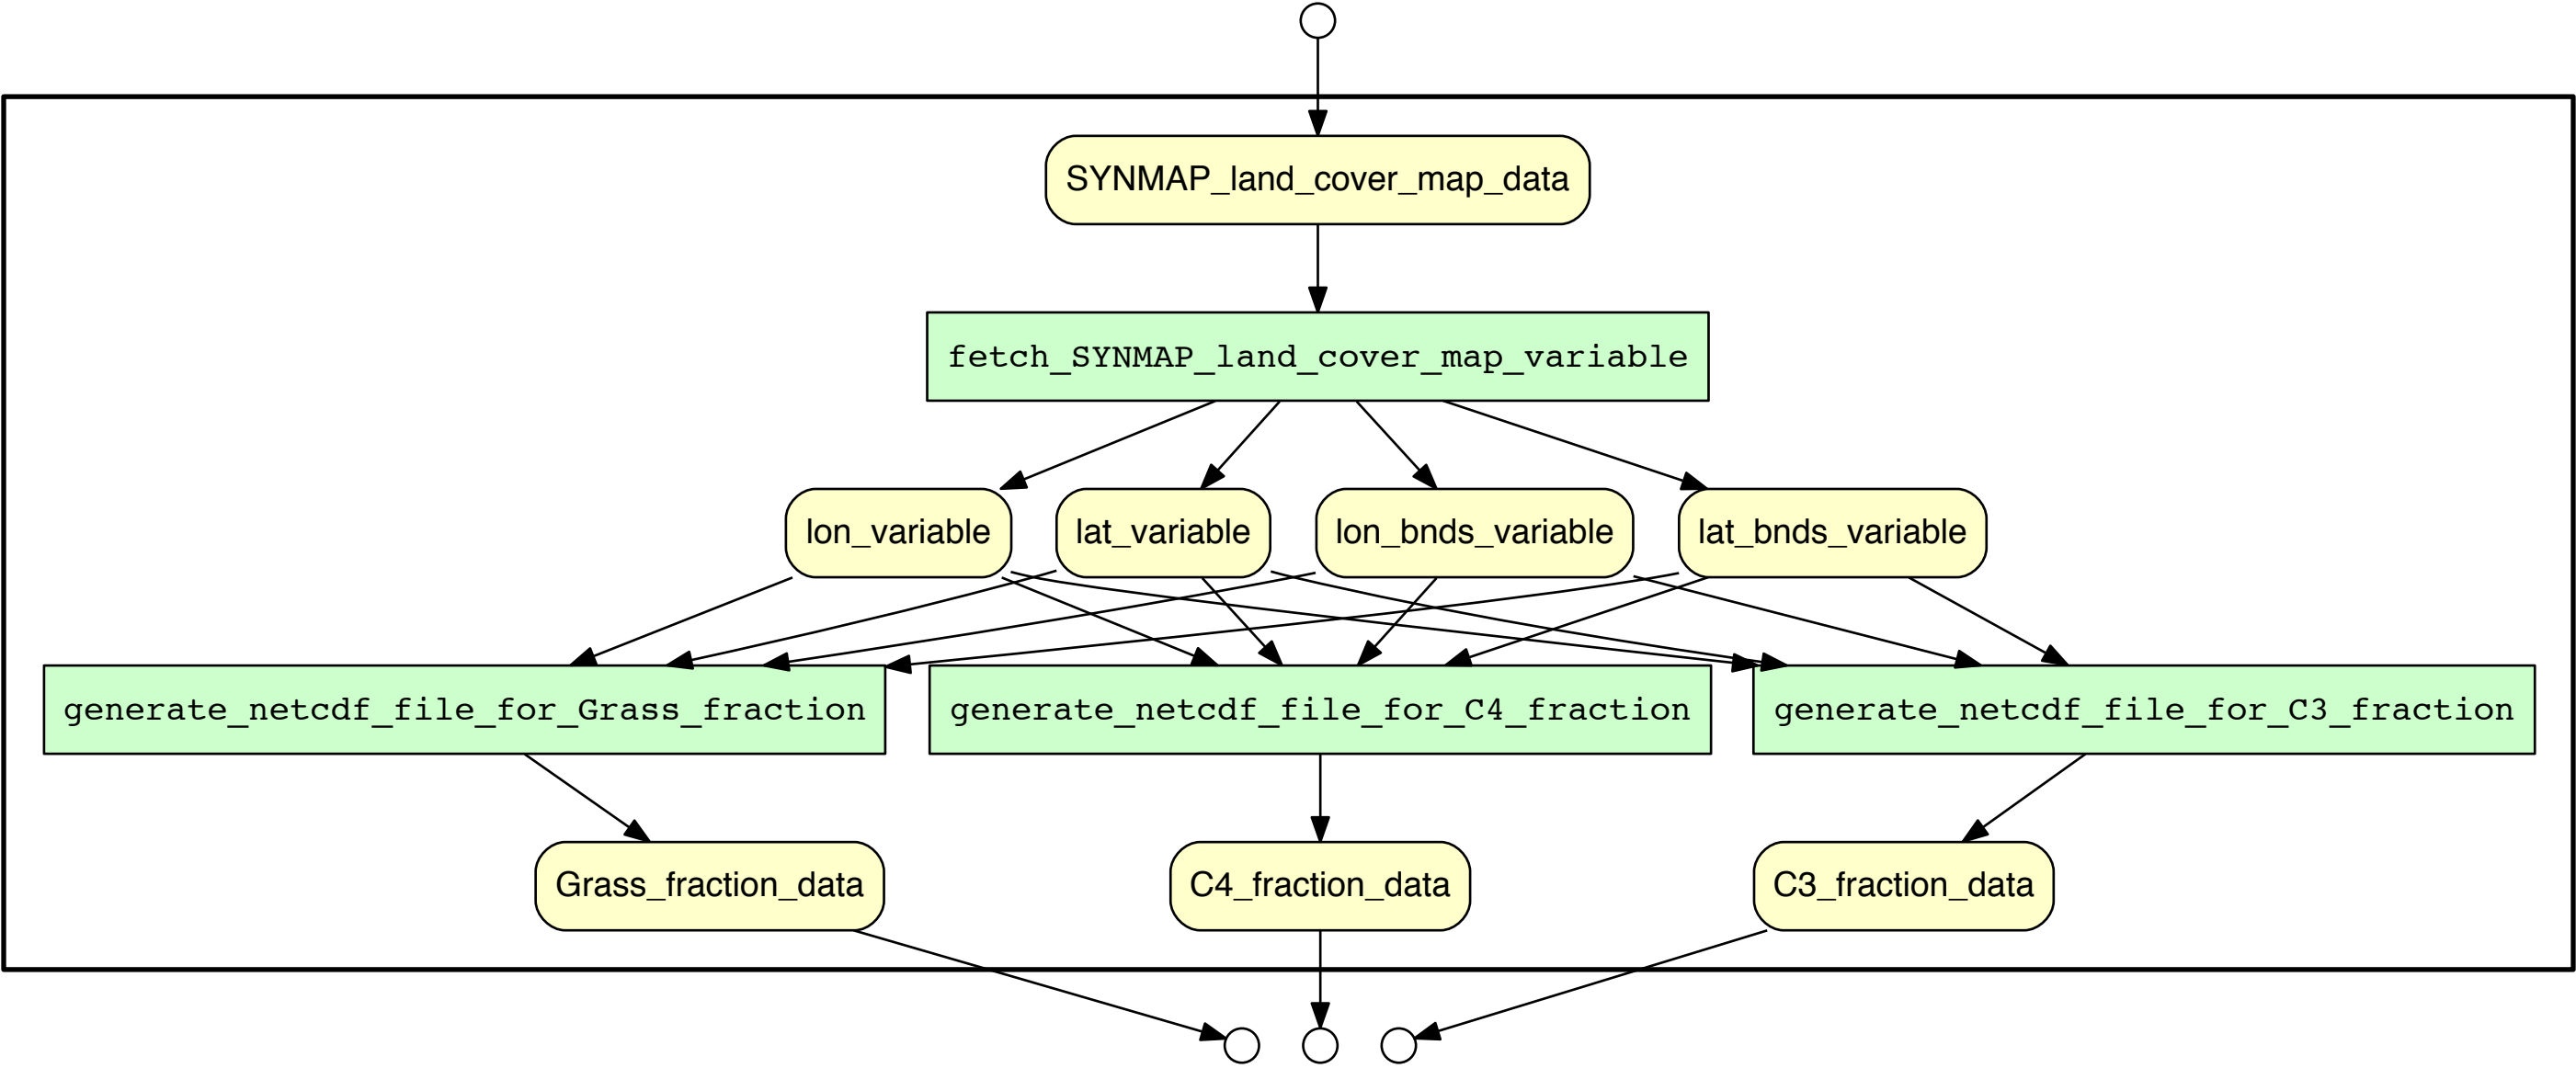 SYNMAP_land_cover_map_data
fetch_SYNMAP_land_cover_map_variable
lon_variable
lat_variable
lon_bnds_variable
lat_bnds_variable
generate_netcdf_file_for_Grass_fraction
generate_netcdf_file_for_C4_fraction
generate_netcdf_file_for_C3_fraction
Grass_fraction_data
C4_fraction_data
C3_fraction_data